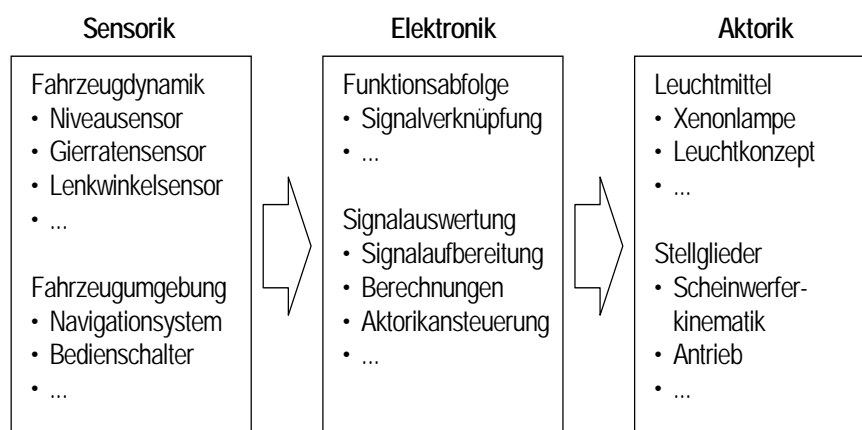 Sensorik
Fahrzeugdynamik
• Niveausensor
• Gierratensensor
• Lenkwinkelsensor
• ...
Fahrzeugumgebung
• Navigationsystem
• Bedienschalter
• ...
Elektronik
Funktionsabfolge
• Signalverknüpfung
• ...
Signalauswertung
• Signalaufbereitung
• Berechnungen
• Aktorikansteuerung
• ...
Aktorik
Leuchtmittel
• Xenonlampe
• Leuchtkonzept
• ...
Stellglieder
• Scheinwerfer-
kinematik
• Antrieb
• ...